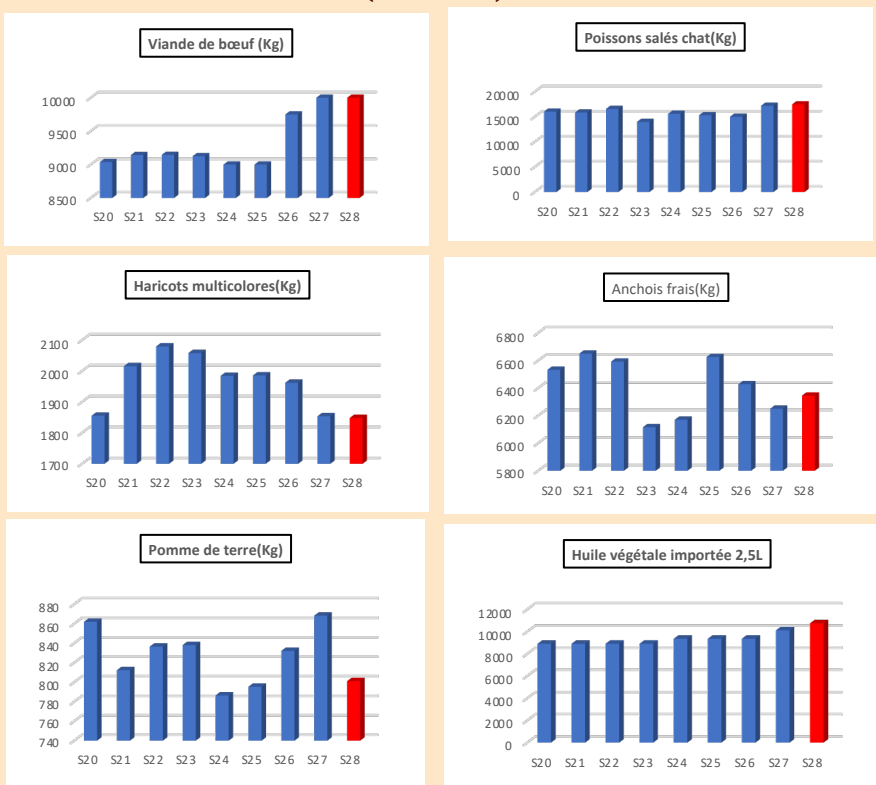 Viande de bœuf (Kg)
10000
9500
9000
8500
S20 S21 S22 S23 S24 S25 S26 S27 S28
Poissons salés chat(Kg)
20000
15000
10000
5000
0
S20 S21 S22 S23 S24 S25 S26 S27 S28
Haricots multicolores(Kg)
2100
2000
1900
1800
1700
S20 S21 S22 S23 S24 S25 S26 S27 S28
Anchois frais(Kg)
6800
6600
6400
6200
6000
5800
S20 S21 S22 S23 S24 S25 S26 S27 S28
Pomme de terre(Kg)
880
860
840
820
800
780
760
740
S20 S21 S22 S23 S24 S25 S26 S27 S28
Huile végétale importée 2,5L
12000
10000
8000
6000
4000
2000
0
S20 S21 S22 S23 S24 S25 S26 S27 S28